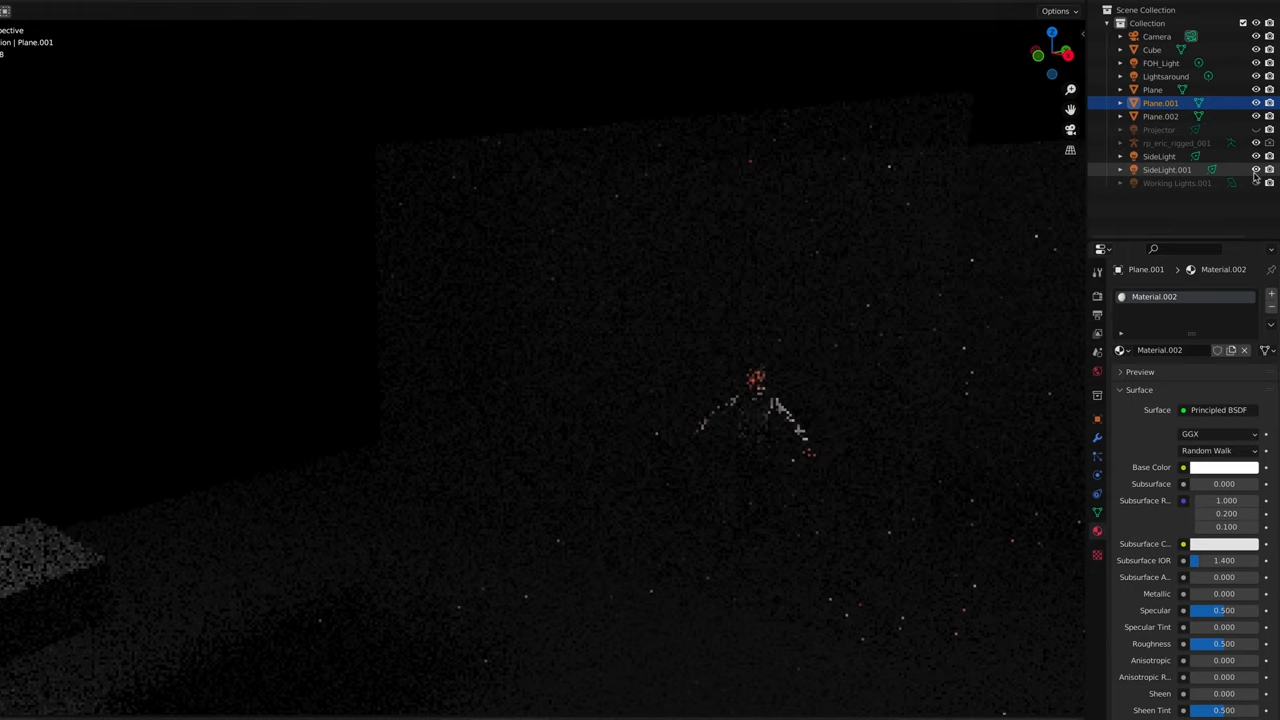 Options
spective
on | Plane.001
8
Z
Scene Collection
Collection
Camera
Cube
FOH_Light
Lightsaround
Plane
Plane.001
Plane.002
Projector
rp_eric_rigged_001
SideLight
SideLight.001
Working Lights.001
Plane.001 > Material.002
Material.002
Material.002
Preview
Surface
Surface Principled BSDF
GGX
Random Walk
Base Color
Subsurface 0.000
Subsurface R... 1.000
0.200
0.100
Subsurface C...
Subsurface IOR 1.400
Subsurface A... 0.000
Metallic 0.000
Specular 0.500
Specular Tint 0.000
Roughness 0.500
Anisotropic 0.000
Anisotropic R... 0.000
Sheen 0.000
Sheen Tint 0.500